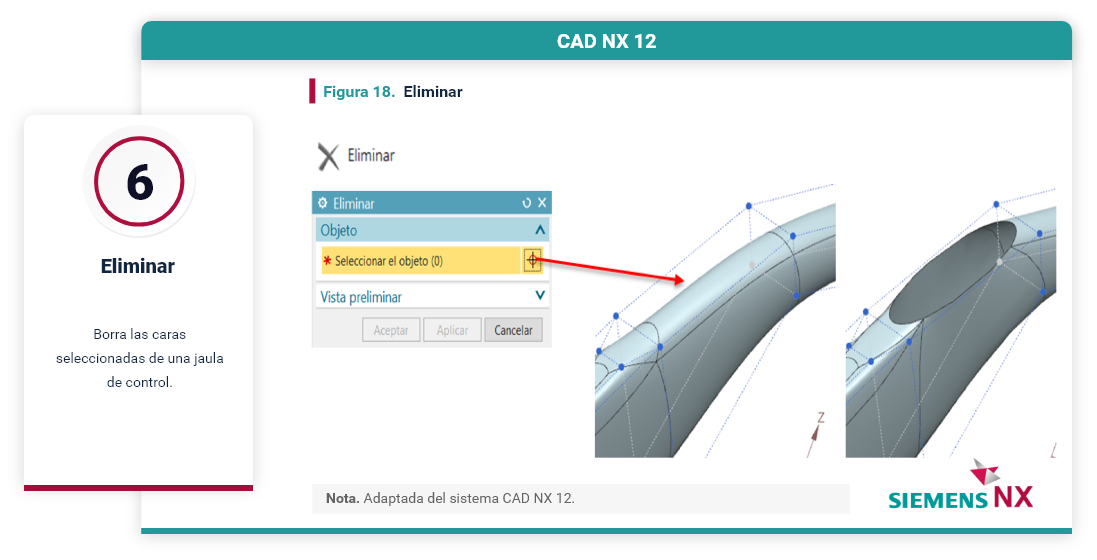 CAD NX 12
Figura 18. Eliminar
6
Eliminar
Borra las caras
seleccionadas de una jaula
de control.
Eliminar
Eliminar
Objeto
* Seleccionar el objeto (0)
Vista preliminar
Aceptar Aplicar Cancelar
Z
Nota. Adaptada del sistema CAD NX 12.
SIEMENS NX